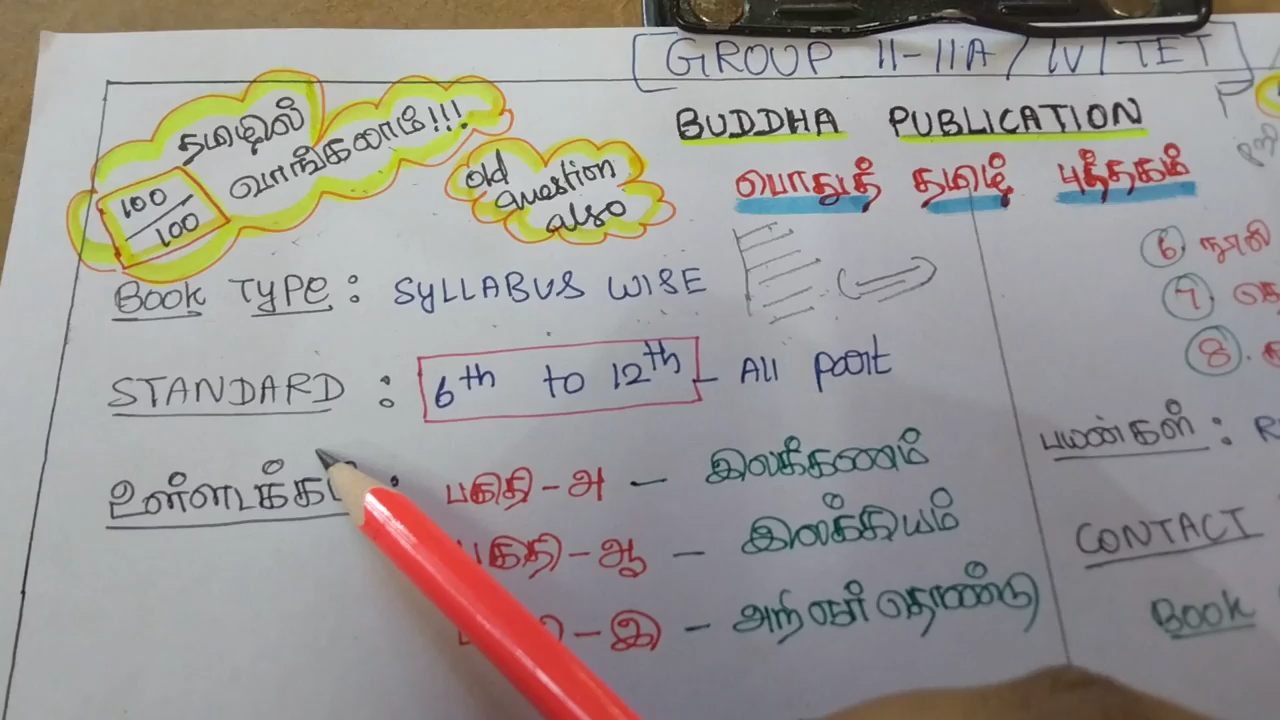 GROUP II-IIA / IV / TET
தமிழில்
100/100 வாங்கலாம்!!!
Old
Question
also
BUDDHA PUBLICATION
பொதுத் தமிழ் புத்தகம்
BOOK TYPE : SYLLABUS WISE
STANDARD : 6th to 12th - All part
உள்ளடக்கம் : பகுதி-அ - இலக்கணம்
பகுதி-ஆ - இலக்கியம்
-இ - அறிஞர் தொண்டு
6
7
8.
பயண்கள் :
CONTACT
BOOK